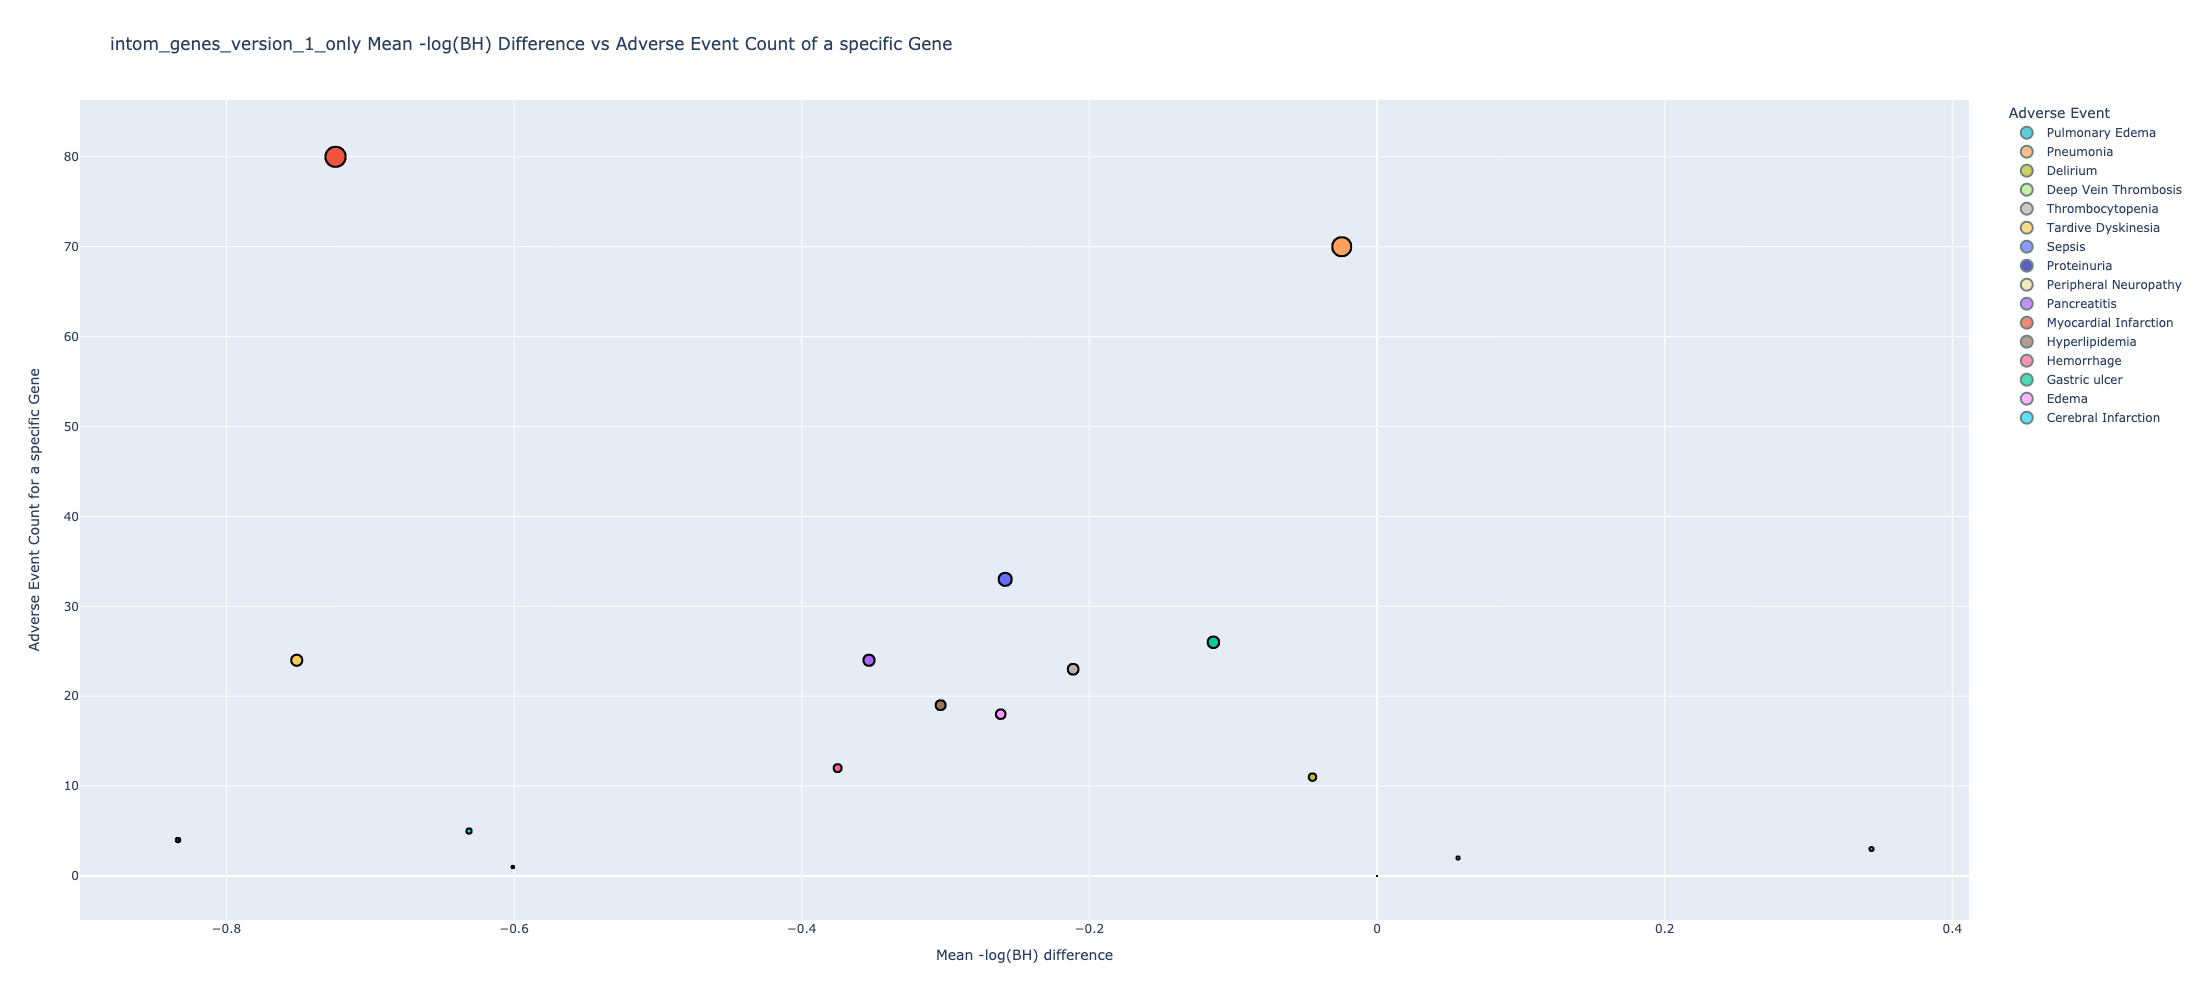 intom_genes_version_1_only Mean -log(BH) Difference vs Adverse Event Count of a specific Gene
Adverse Event Count for a specific Gene
80
70
60
50
40
30
20
10
0
−0.8
−0.6
−0.4
−0.2
0
0.2
0.4
Mean -log(BH) difference
Adverse Event
Pulmonary Edema
Pneumonia
Delirium
Deep Vein Thrombosis
Thrombocytopenia
Tardive Dyskinesia
Sepsis
Proteinuria
Peripheral Neuropathy
Pancreatitis
Myocardial Infarction
Hyperlipidemia
Hemorrhage
Gastric ulcer
Edema
Cerebral Infarction